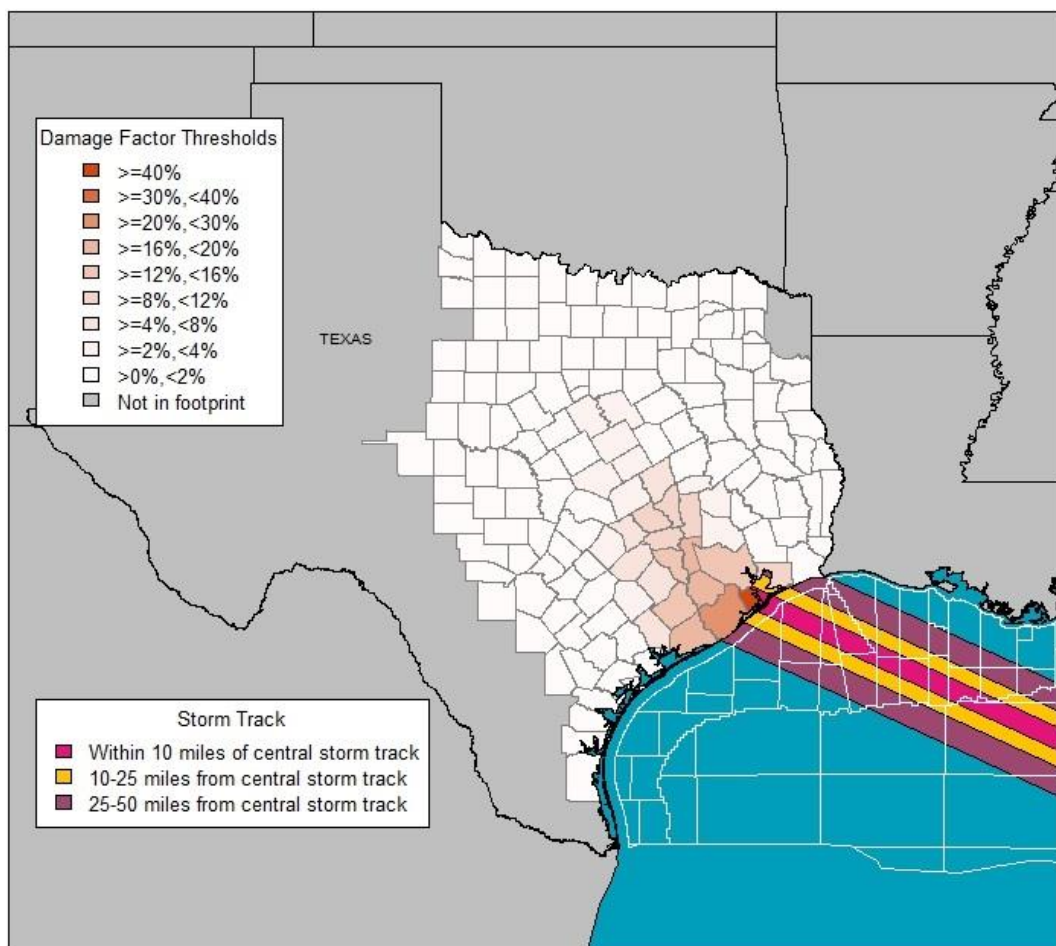 Damage Factor Thresholds
>=40%
>=30%,<40%
>=20%,<30%
>=16%,<20%
>=12%,<16%
>=8%,<12%
>=4%,<8%
>=2%,<4%
>0%,<2%
Not in footprint
TEXAS
Storm Track
Within 10 miles of central storm track
10-25 miles from central storm track
25-50 miles from central storm track